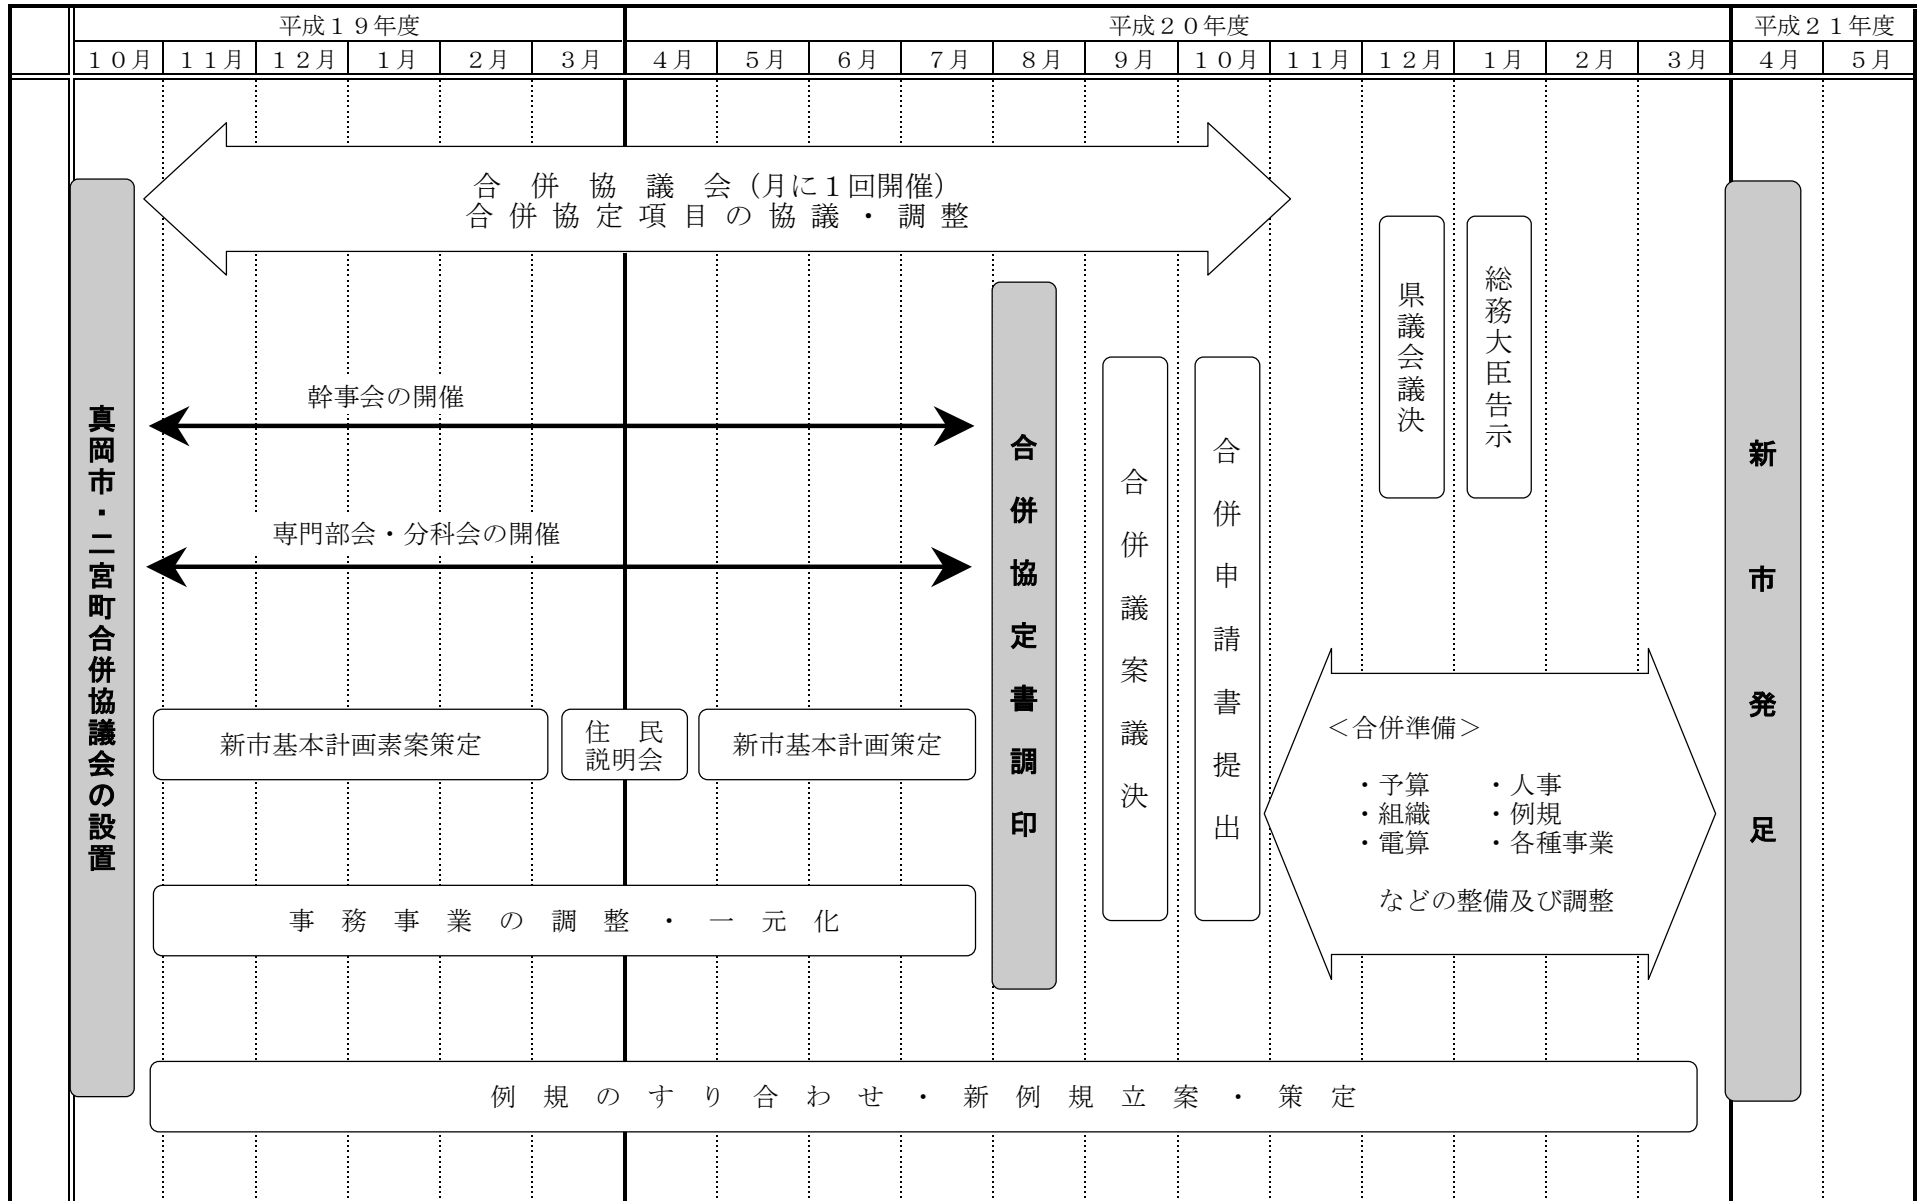 平成１９年度
平成２０年度
平成２１年度
１０月
１１月
１２月
１月
２月
３月
４月
５月
６月
７月
８月
９月
１０月
１１月
１２月
１月
２月
３月
４月
５月
合併協議会（月に１回開催）
合併協定項目の協議・調整
真岡市・二宮町合併協議会の設置
幹事会の開催
専門部会・分科会の開催
新市基本計画素案策定
住民
説明会
新市基本計画策定
事務事業の調整・一元化
合併協定書調印
合併議案議決
合併申請書提出
県議会議決
総務大臣告示
＜合併準備＞
・予算　・人事
・組織　・例規
・電算　・各種事業
などの整備及び調整
新市発足
例規のすり合わせ・新例規立案・策定